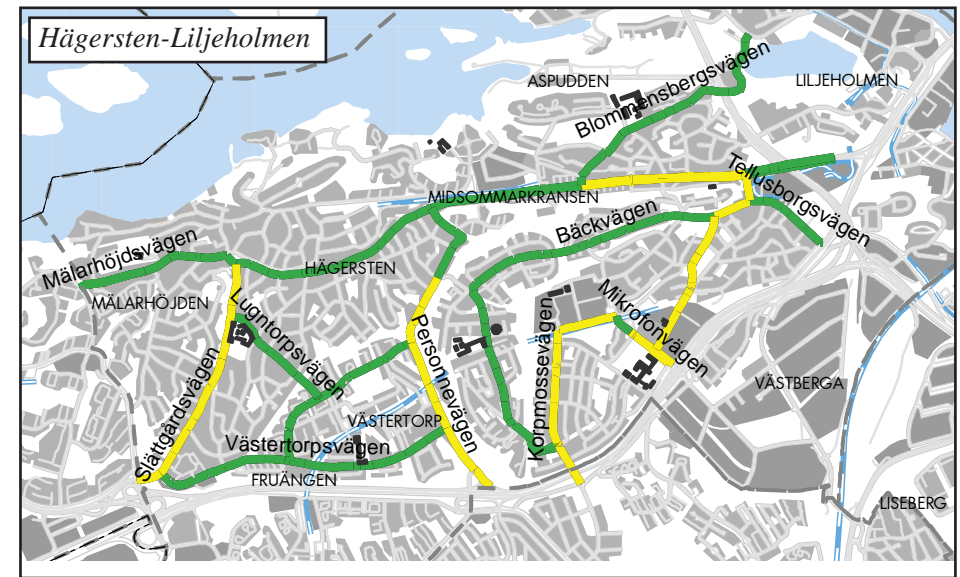 Hägersten-Liljeholmen
ASPUDDEN
LILJEHOLMEN
Blommensbergsvägen
Tellusborgsvägen
MIDSOMMARKRANSEN
Bäckvägen
Mälarhöjdsvägen
HÄGERSTEN
MÄLARHÖJDEN
Lugntorpsvägen
Mikrofonvägen
Personnevägen
Korpmossevägen
Slättgårdsvägen
VÄSTBERGA
VÄSTERTORP
Västertorpsvägen
FRUÄNGEN
LISEBERG